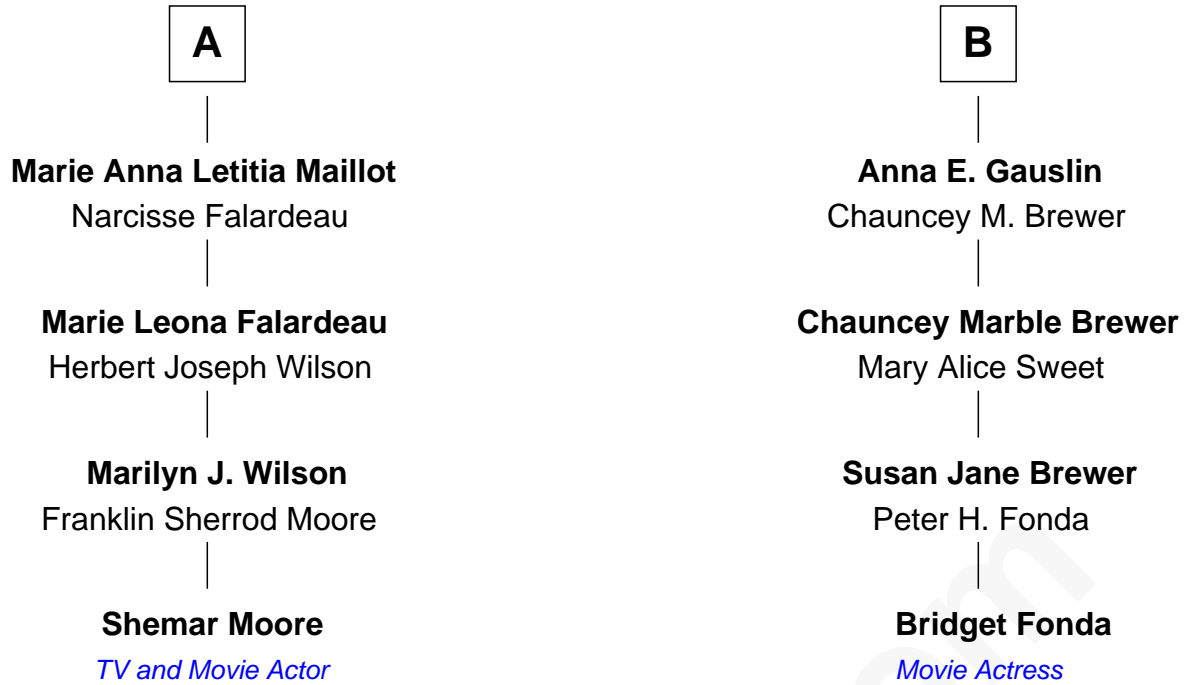 A
Marie Anna Letitia Maillot
Narcisse Falardeau
Marie Leona Falardeau
Herbert Joseph Wilson
Marilyn J. Wilson
Franklin Sherrod Moore
Shemar Moore
TV and Movie Actor
B
Anna E. Gauslin
Chauncey M. Brewer
Chauncey Marble Brewer
Mary Alice Sweet
Susan Jane Brewer
Peter H. Fonda
Bridget Fonda
Movie Actress